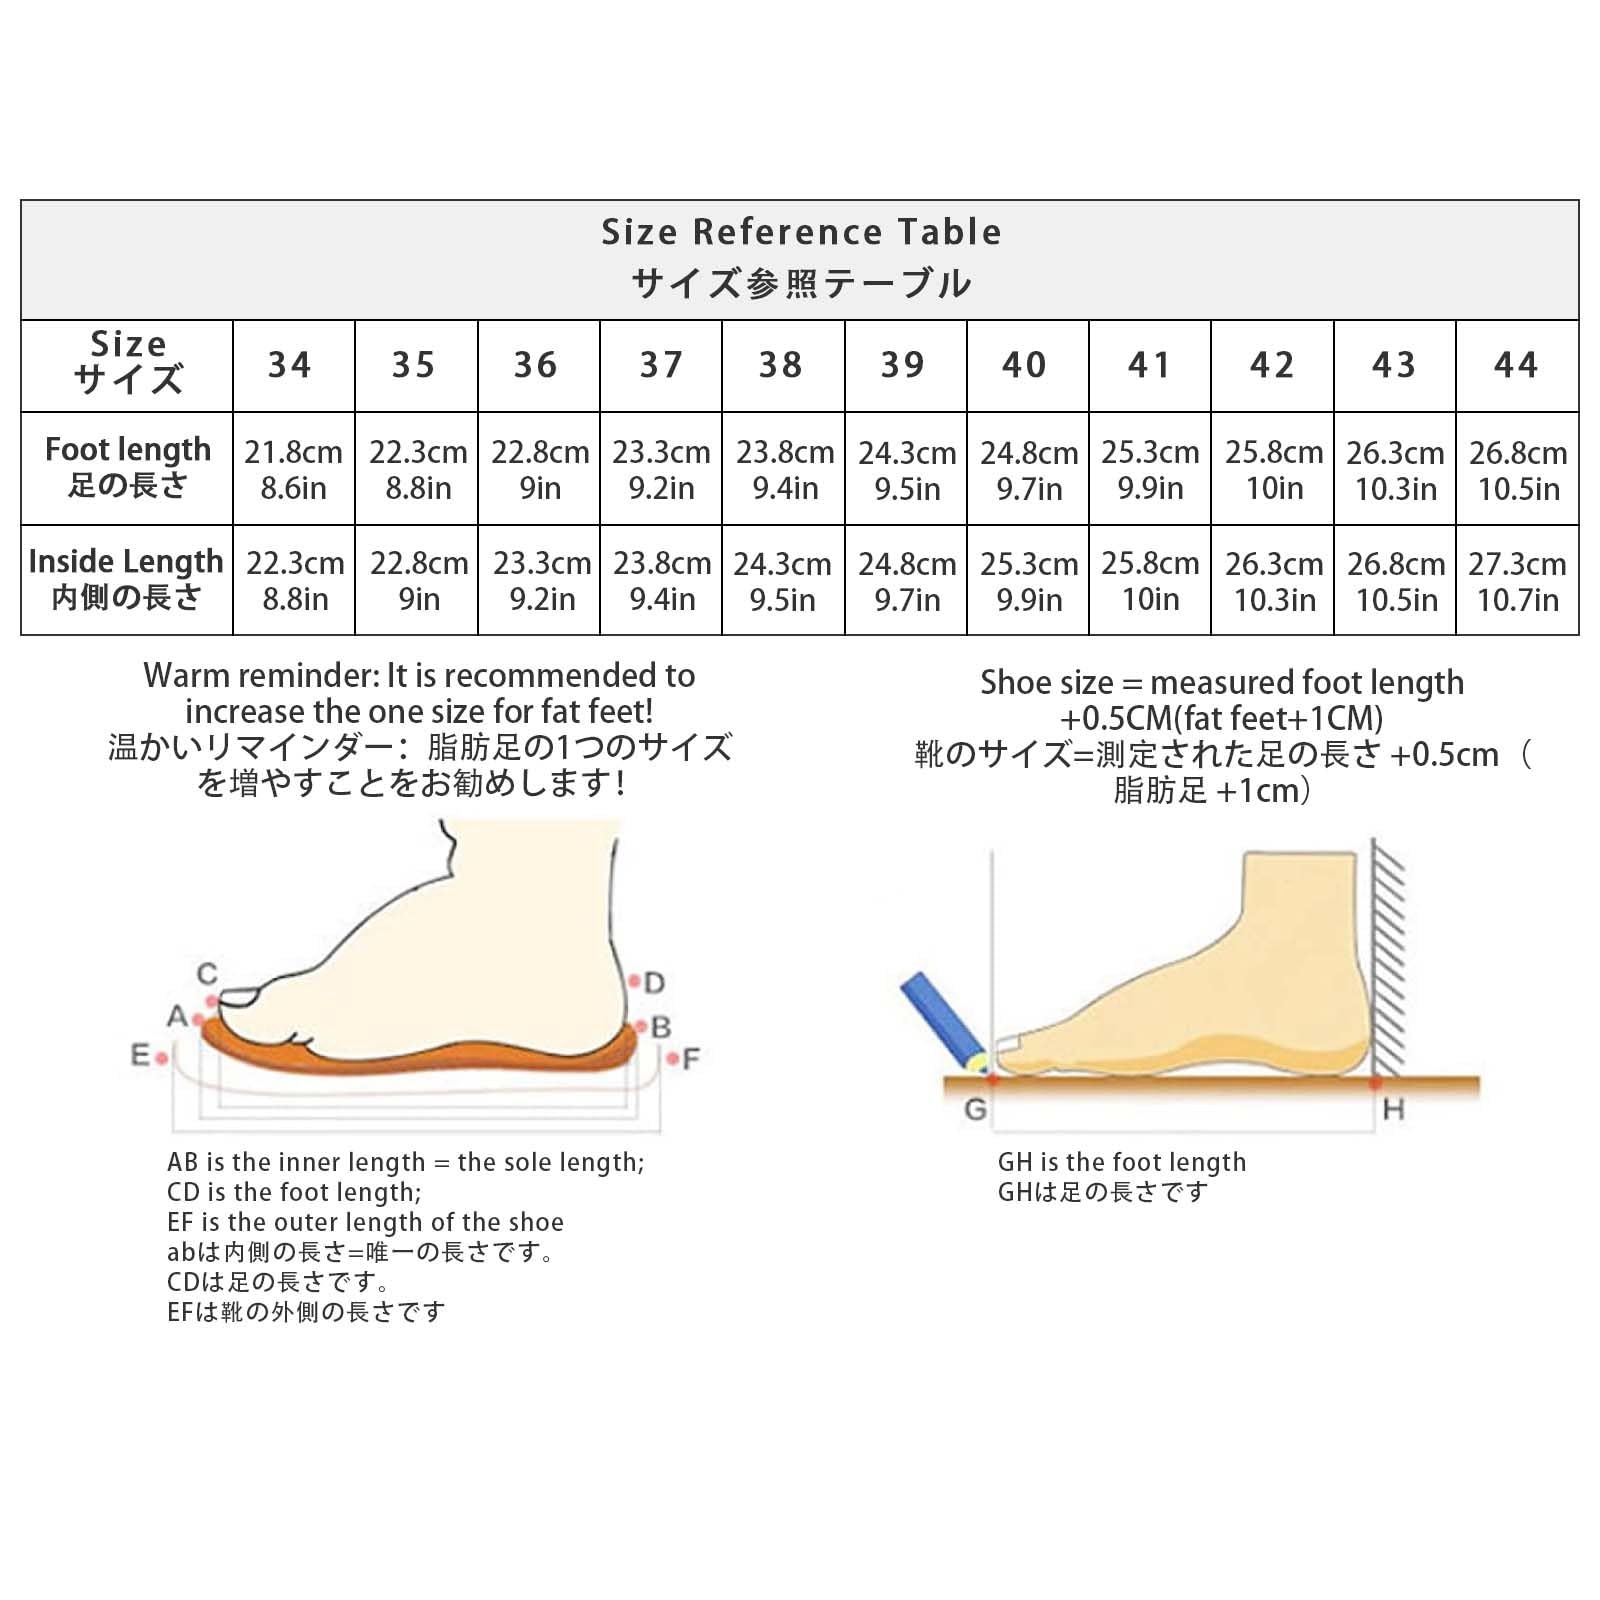 Size Reference Table
サイズ参照テーブル
Size サイズ 34 35 36 37 38 39 40 41 42 43 44
Foot length 21.8cm 22.3cm 22.8cm 23.3cm 23.8cm 24.3cm 24.8cm 25.3cm 25.8cm 26.3cm 26.8cm
足の長さ 8.6in 8.8in 9in 9.2in 9.4in 9.5in 9.7in 9.9in 10in 10.3in 10.5in
Inside Length 22.3cm 22.8cm 23.3cm 23.8cm 24.3cm 24.8cm 25.3cm 25.8cm 26.3cm 26.8cm 27.3cm
内側の長さ 8.8in 9in 9.2in 9.4in 9.5in 9.7in 9.9in 10in 10.3in 10.5in 10.7in
Warm reminder: It is recommended to
increase the one size for fat feet!
温かいリマインダー：脂肪足の1つのサイズ
を増やすことをお勧めします！
C
D
A
B
E
F
AB is the inner length = the sole length;
CD is the foot length;
EF is the outer length of the shoe
abは内側の長さ=唯一の長さです。
CDは足の長さです。
EFは靴の外側の長さです
Shoe size = measured foot length
+0.5CM(fat feet+1CM)
靴のサイズ=測定された足の長さ +0.5cm（
脂肪足 +1cm）
G
H
GH is the foot length
GHは足の長さです